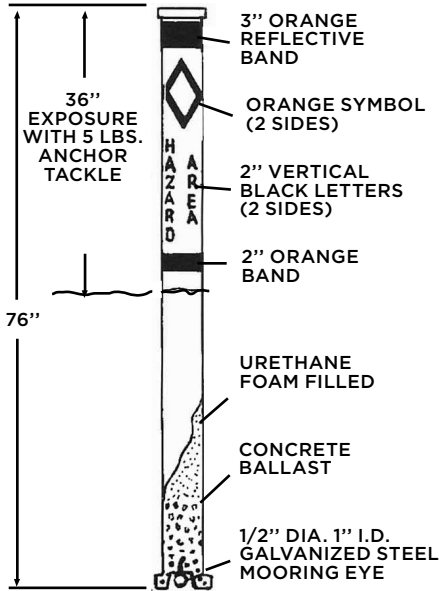 3’’ ORANGE
REFLECTIVE
BAND
36’’
EXPOSURE
WITH 5 LBS.
ANCHOR
TACKLE
ORANGE SYMBOL
(2 SIDES)
HAZARD
AREA
2’’ VERTICAL
BLACK LETTERS
(2 SIDES)
2’’ ORANGE
BAND
76’’
URETHANE
FOAM FILLED
CONCRETE
BALLAST
1/2’’ DIA. 1’’ I.D.
GALVANIZED STEEL
MOORING EYE